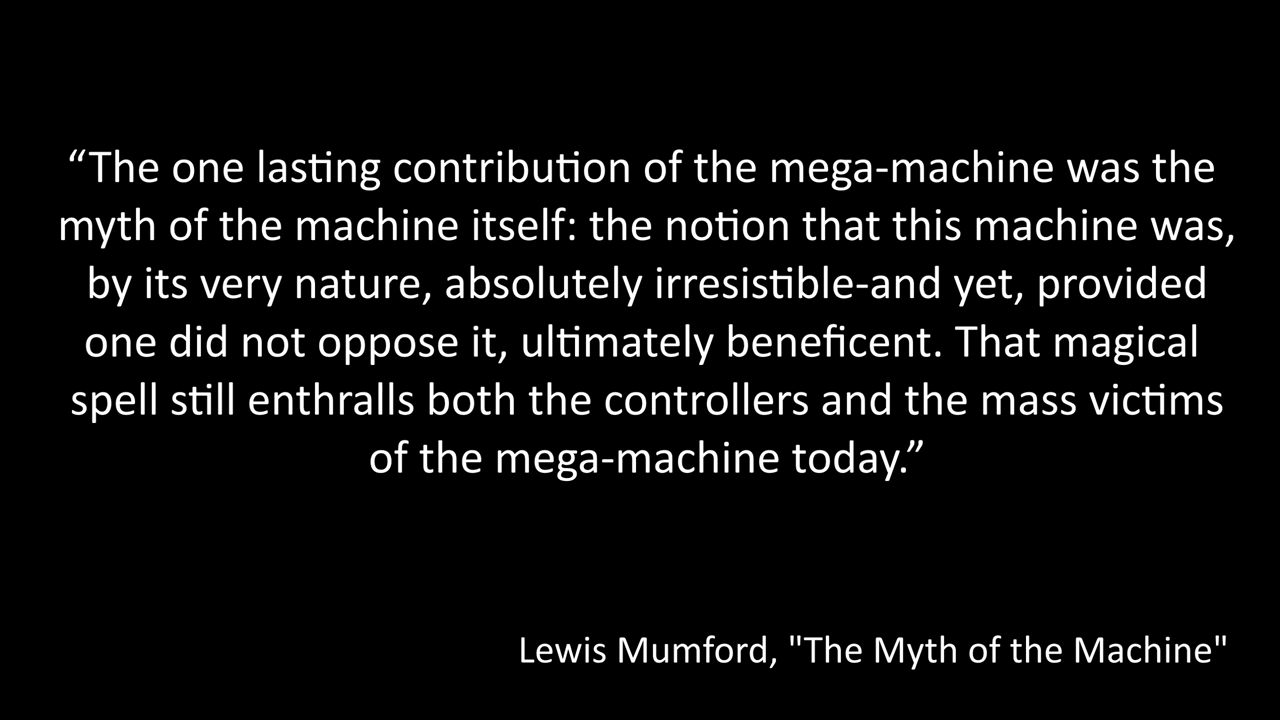 “The one lasting contribution of the mega-machine was the
myth of the machine itself: the notion that this machine was,
by its very nature, absolutely irresistible-and yet, provided
one did not oppose it, ultimately beneficent. That magical
spell still enthralls both the controllers and the mass victims
of the mega-machine today.”
Lewis Mumford, "The Myth of the Machine"